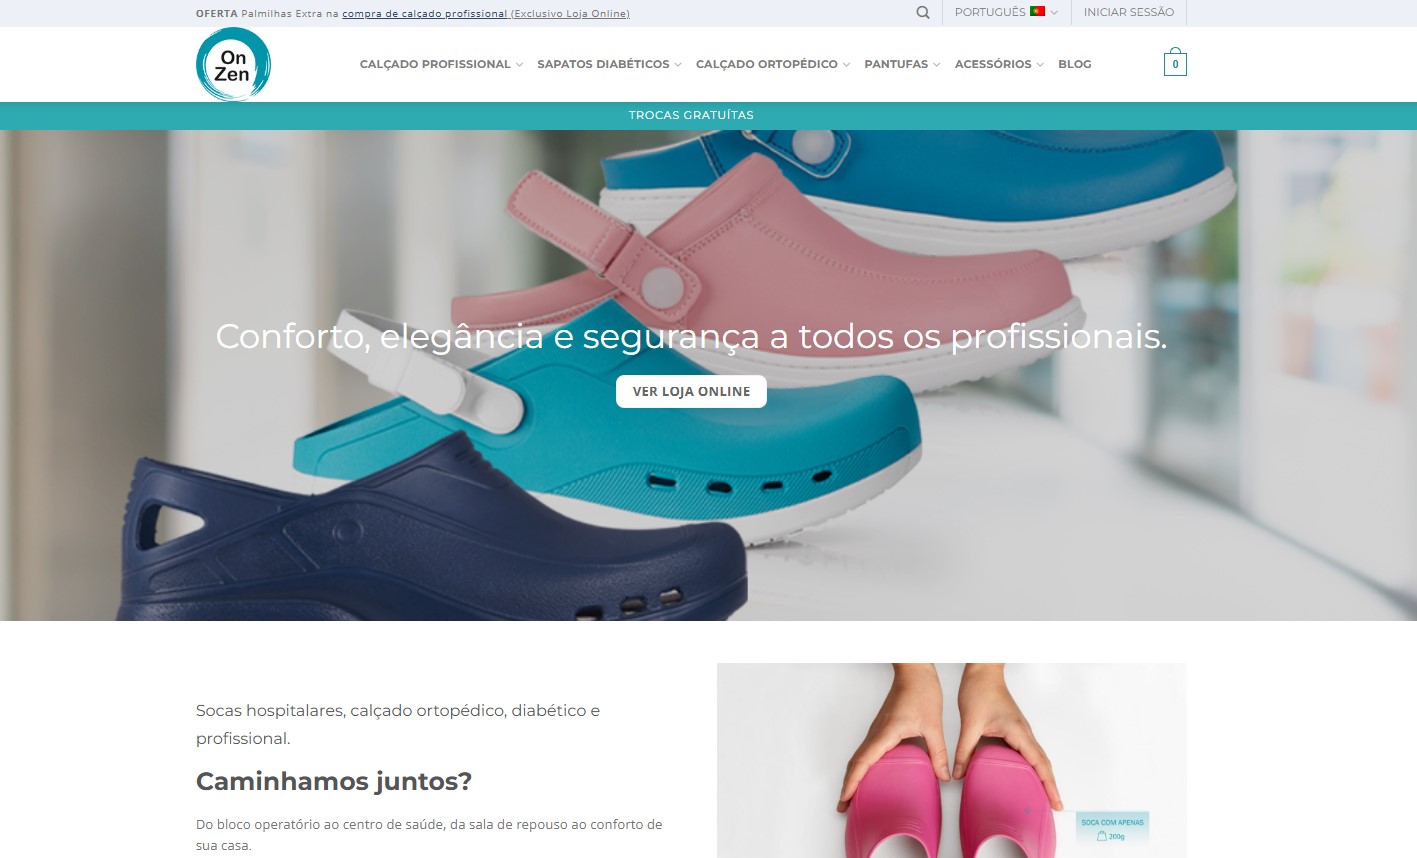 OFERTA Palmilhas Extra na compra de calçado profissional (Exclusivo Loja Online)
PORTUGUÊS
INICIAR SESSÃO
On
Zen
CALÇADO PROFISSIONAL
SAPATOS DIABÉTICOS
CALÇADO ORTOPÉDICO
PANTUFAS
ACESSÓRIOS
BLOG
0
TROCAS GRATUÍTAS
Conforto, elegância e segurança a todos os profissionais.
VER LOJA ONLINE
Socas hospitalares, calçado ortopédico, diabético e
profissional.
Caminhamos juntos?
Do bloco operatório ao centro de saúde, da sala de repouso ao conforto de
sua casa.
SOCA COM APENAS
200g